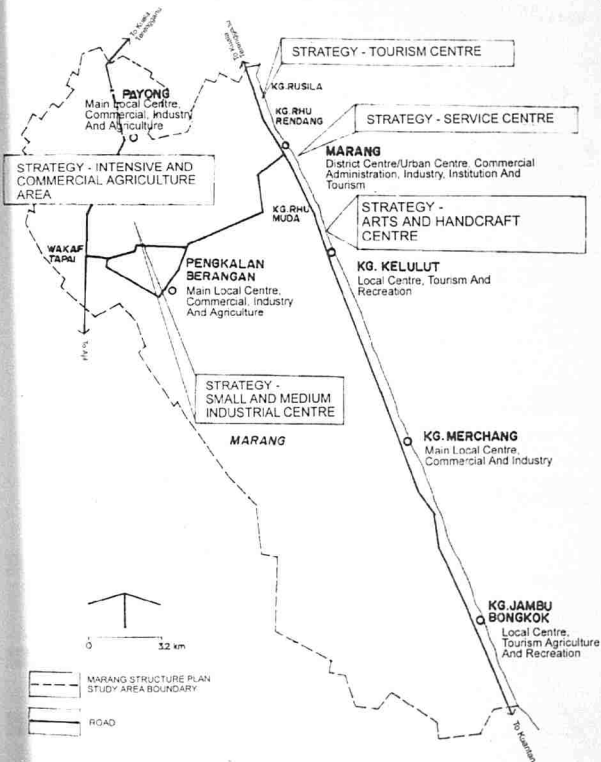 To Kuala
Terengganu
To Kuala
Terengganu
STRATEGY - TOURISM CENTRE
KG.RUSILA
PAYONG
Main Local Centre,
Commercial, Industry
And Agriculture
KG.RHU
RENDANG
STRATEGY - SERVICE CENTRE
MARANG
District Centre/Urban Centre, Commercial
Administration, Industry, Institution And
Tourism
STRATEGY - INTENSIVE AND
COMMERCIAL AGRICULTURE
AREA
STRATEGY -
ARTS AND HANDCRAFT
CENTRE
KG.RHU
MUDA
WAKAF
TAPAI
PENGKALAN
BERANGAN
Main Local Centre,
Commercial, Industry
And Agriculture
KG. KELULUT
Local Centre, Tourism And
Recreation
To Ajil
STRATEGY -
SMALL AND MEDIUM
INDUSTRIAL CENTRE
MARANG
KG.MERCHANG
Main Local Centre,
Commercial And Industry
KG.JAMBU
BONGKOK
Local Centre,
Tourism Agriculture
And Recreation
0 3.2 km
MARANG STRUCTURE PLAN
STUDY AREA BOUNDARY
ROAD
To Kuantan